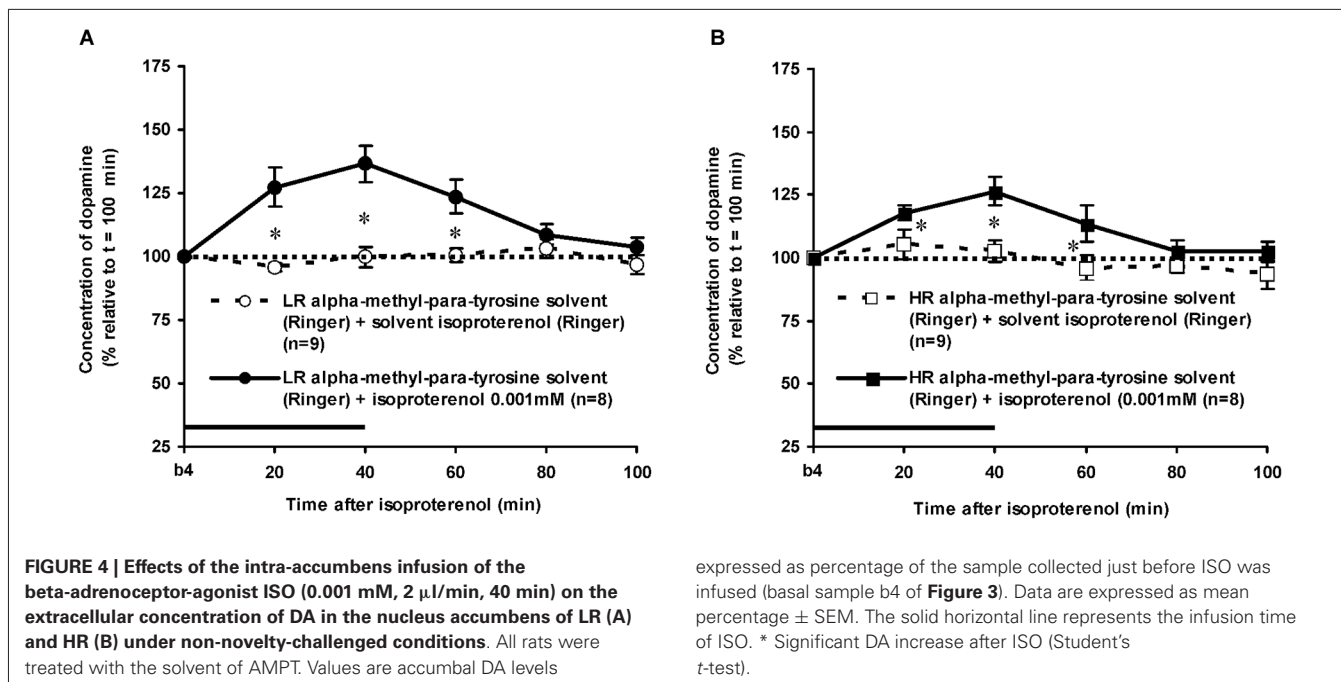 A
Concentration of dopamine
(% relative to t = 100 min)
175
150
125
100
75
50
25
*
*
*
LR alpha-methyl-para-tyrosine solvent
(Ringer) + solvent isoproterenol (Ringer)
(n=9)
LR alpha-methyl-para-tyrosine solvent
(Ringer) + isoproterenol 0.001mM (n=8)
b4 20 40 60 80 100
Time after isoproterenol (min)
B
Concentration of dopamine
(% relative to t = 100 min)
175
150
125
100
75
50
25
*
*
*
HR alpha-methyl-para-tyrosine solvent
(Ringer) + solvent isoproterenol (Ringer)
(n=9)
HR alpha-methyl-para-tyrosine solvent
(Ringer) + isoproterenol (0.001mM (n=8)
b4 20 40 60 80 100
Time after isoproterenol (min)
FIGURE 4 | Effects of the intra-accumbens infusion of the
beta-adrenoceptor-agonist ISO (0.001 mM, 2 μl/min, 40 min) on the
extracellular concentration of DA in the nucleus accumbens of LR (A)
and HR (B) under non-novelty-challenged conditions. All rats were
treated with the solvent of AMPT. Values are accumbal DA levels
expressed as percentage of the sample collected just before ISO was
infused (basal sample b4 of Figure 3). Data are expressed as mean
percentage ± SEM. The solid horizontal line represents the infusion time
of ISO. * Significant DA increase after ISO (Student's
t-test).